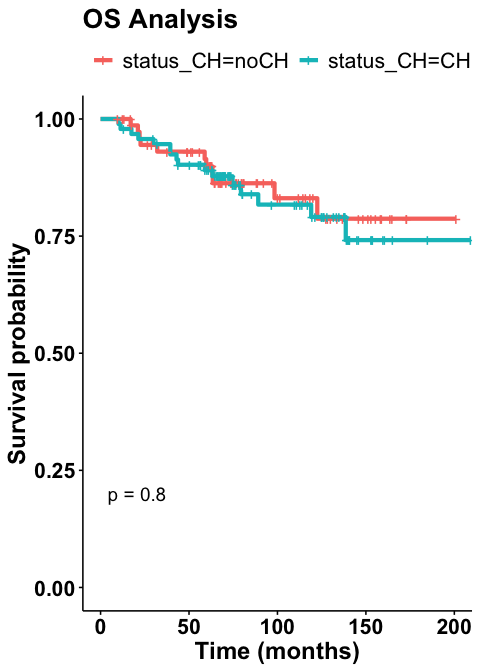 OS Analysis
status_CH=noCH status_CH=CH
1.00
0.75
0.50
0.25
0.00
Survival probability
p = 0.8
0 50 100 150 200
Time (months)